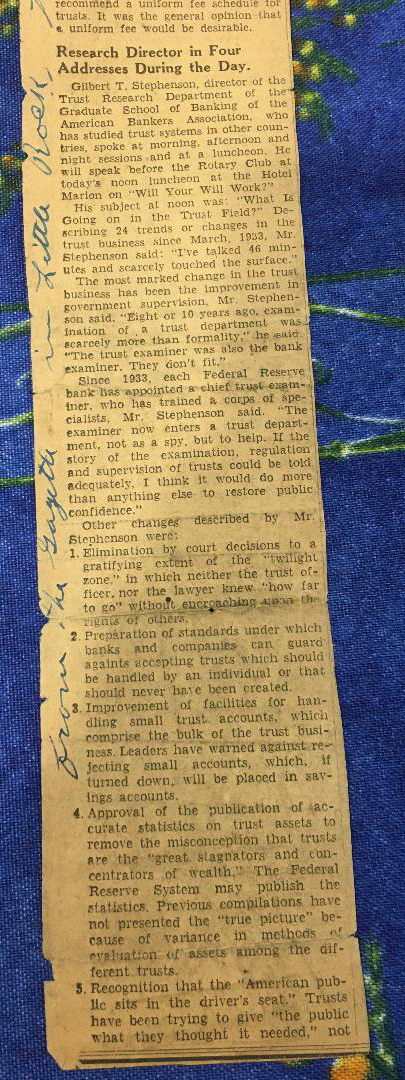 recommend a uniform fee schedule for
trusts. It was the general opinion that
a uniform fee would be desirable.
Research Director in Four
Addresses During the Day.
Gilbert T. Stephenson, director of the
Trust Research Department of the
Graduate School of Banking of the
American Bankers Association, who
has studied trust systems in other coun-
tries, spoke at morning, afternoon and
night sessions and at a luncheon. He
will speak before the Rotary Club at
today's noon luncheon at the Hotel
Marion on "Will Your Will Work?"
His subject at noon was: "What Is
Going on in the Trust Field?" De-
scribing 24 trends or changes in the
trust business since March, 1933, Mr.
Stephenson said: "I've talked 46 min-
utes and scarcely touched the surface."
The most marked change in the trust
business has been the improvement in
government supervision, Mr. Stephen-
son said. "Eight or 10 years ago, exam-
ination of a trust department was
scarcely more than formality," he said.
"The trust examiner was also the bank
examiner. They don't fit."
Since 1933, each Federal Reserve
bank has appointed a chief trust exam-
iner, who has trained a corps of spe-
cialists, Mr. Stephenson said. "The
examiner now enters a trust depart-
ment, not as a spy, but to help. If the
story of the examination, regulation
and supervision of trusts could be told
adequately, I think it would do more
than anything else to restore public
confidence."
Other changes described by Mr.
Stephenson were:
1. Elimination by court decisions to a
gratifying extent of the "twilight
zone," in which neither the trust of-
ficer, nor the lawyer knew "how far
to go" without encroaching upon the
rights of others.
2. Preparation of standards under which
banks and companies can guard
againts accepting trusts which should
be handled by an individual or that
should never have been created.
3. Improvement of facilities for han-
dling small trust accounts, which
comprise the bulk of the trust busi-
ness. Leaders have warned against re-
jecting small accounts, which, if
turned down, will be placed in sav-
ings accounts.
4. Approval of the publication of ac-
curate statistics on trust assets to
remove the misconception that trusts
are the "great stagnators and con-
centrators of wealth." The Federal
Reserve System may publish the
statistics. Previous compilations have
not presented the "true picture" be-
cause of variance in methods of
evaluation of assets among the dif-
ferent trusts.
5. Recognition that the "American pub-
lic sits in the driver's seat." Trusts
have been trying to give "the public
what they thought it needed," not
From the Gazette in Little Rock